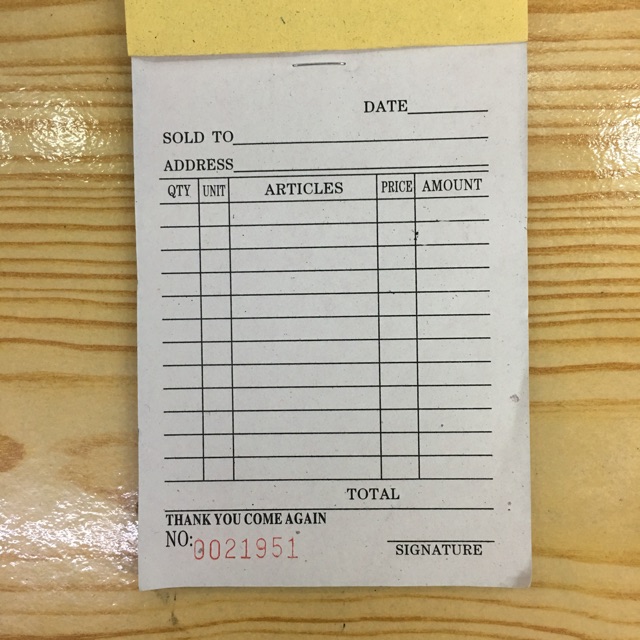 DATE
SOLD TO
ADDRESS
QTY UNIT ARTICLES PRICE AMOUNT
TOTAL
THANK YOU COME AGAIN
NO: 0021951
SIGNATURE